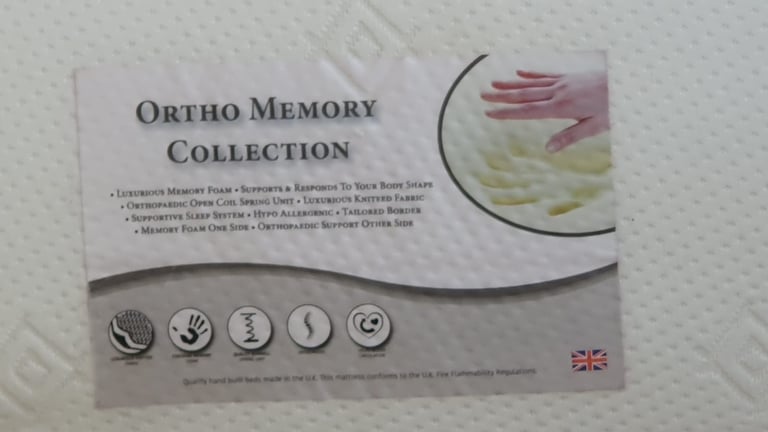 ORTHO MEMORY
COLLECTION
• LUXURIOUS MEMORY FOAM • SUPPORTS & RESPONDS TO YOUR BODY SHAPE
• ORTHOPAEDIC OPEN COIL SPRING UNIT • LUXURIOUS KNITTED FABRIC
• SUPPORTIVE SLEEP SYSTEM • HYPO ALLERGENIC • TAILORED BORDER
• MEMORY FOAM ONE SIDE • ORTHOPAEDIC SUPPORT OTHER SIDE
Quality hand built beds made in the U.K. This mattress conforms to the U.K. Fire Flammability Regulations.